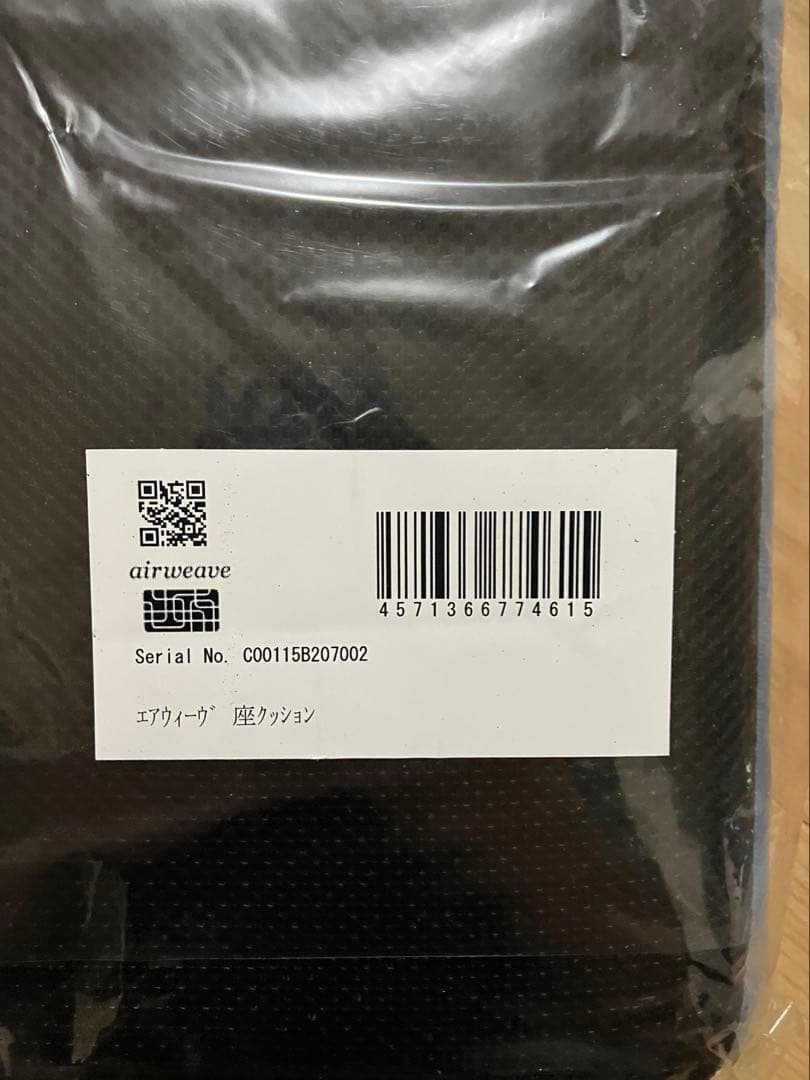 airweave
4571366774615
Serial No. C00115B207002
ｴｱｳｨｰｳﾞ 座ｸｯｼｮﾝ